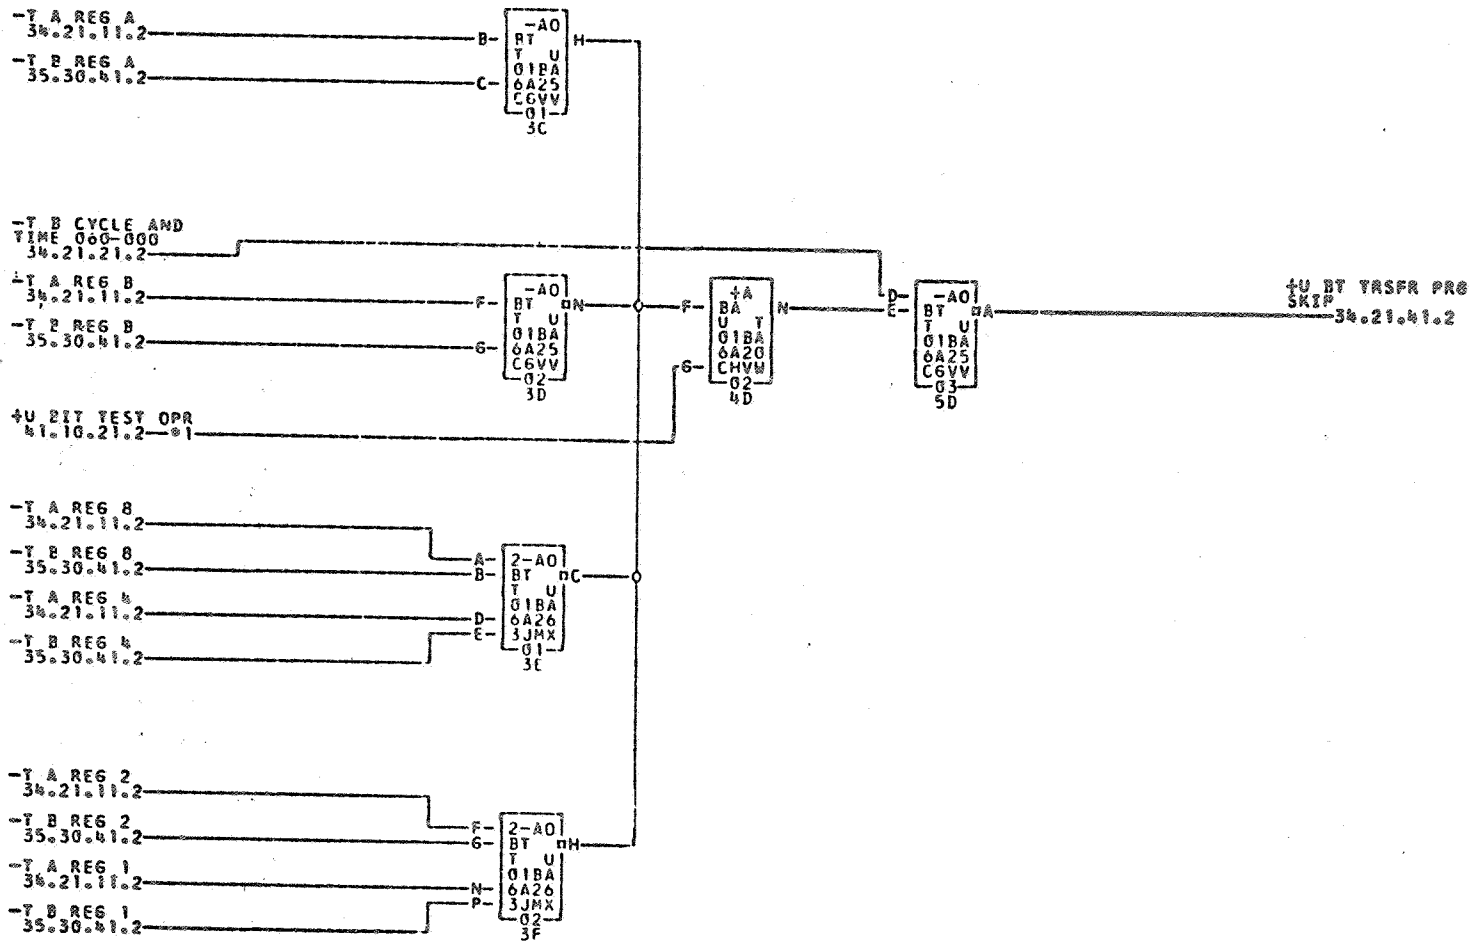 -T A REG A
34.21.11.2
-T B REG A
35.30.41.2
B
C
-AO
BT H
T U
01BA
6A25
CGVV
01
3C
-T B CYCLE AND
TIME 060-000
34.21.21.2
-T A REG B
34.21.11.2
-T B REG B
35.30.41.2
F
G
-AO
BT N
T U
01BA
6A25
CGVV
02
3D
+U BIT TEST OPR
41.10.21.2 *1
F
G
+A
BA N
U T
01BA
6A20
CHVW
02
4D
D
E
-AO
BT A
T U
01BA
6A25
CGVV
03
5D
+U BT TRSFR PRG
SKIP
34.21.41.2
-T A REG 8
34.21.11.2
-T B REG 8
35.30.41.2
-T A REG 4
34.21.11.2
-T B REG 4
35.30.41.2
A
B
D
E
2-AO
BT C
T U
01BA
6A26
3JMX
01
3E
-T A REG 2
34.21.11.2
-T B REG 2
35.30.41.2
-T A REG 1
34.21.11.2
-T B REG 1
35.30.41.2
F
G
N
P
2-AO
BT H
T U
01BA
6A26
3JMX
02
3F